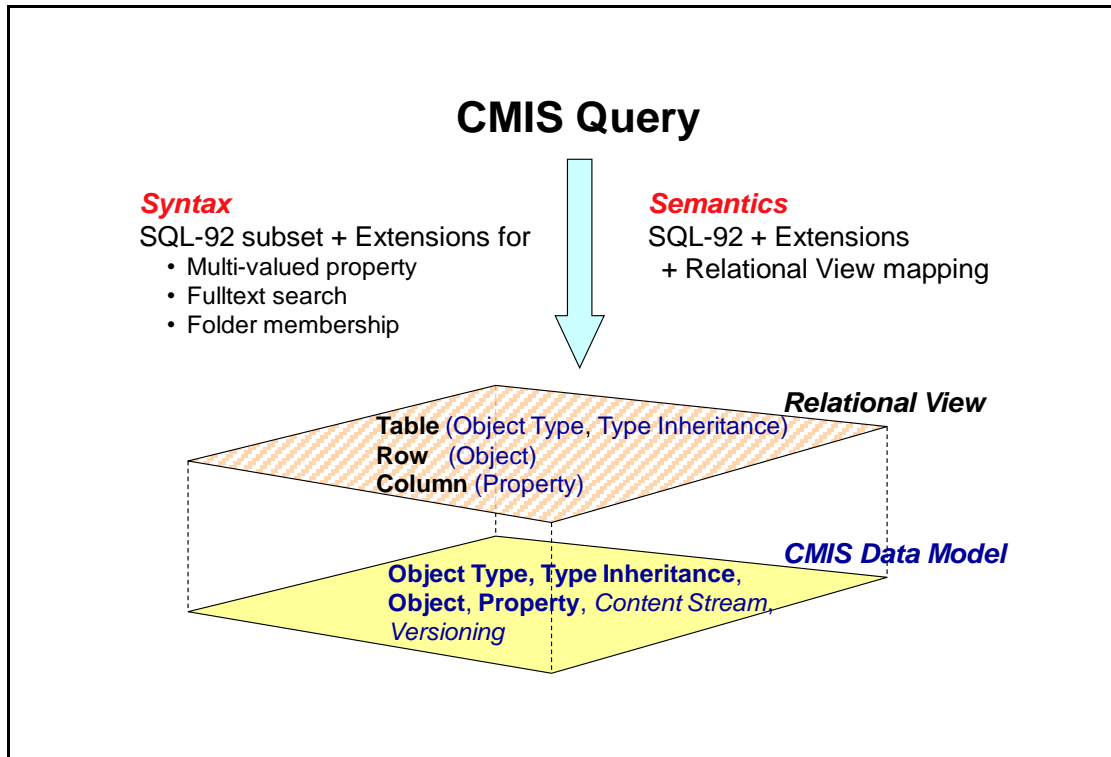 CMIS Query
Syntax
SQL-92 subset + Extensions for
• Multi-valued property
• Fulltext search
• Folder membership
Semantics
SQL-92 + Extensions
+ Relational View mapping
Relational View
Table (Object Type, Type Inheritance)
Row (Object)
Column (Property)
CMIS Data Model
Object Type, Type Inheritance,
Object, Property, Content Stream,
Versioning